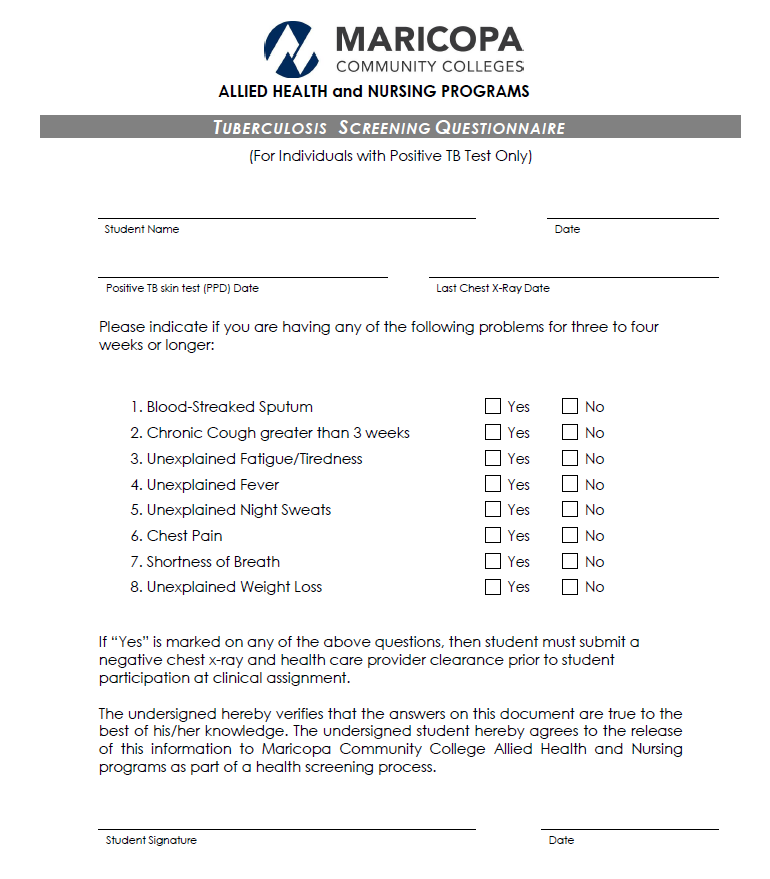 MARICOPA
COMMUNITY COLLEGES
ALLIED HEALTH and NURSING PROGRAMS
TUBERCULOSIS SCREENING QUESTIONNAIRE
(For Individuals with Positive TB Test Only)
Student Name Date
Positive TB skin test (PPD) Date Last Chest X-Ray Date
Please indicate if you are having any of the following problems for three to four
weeks or longer:
1. Blood-Streaked Sputum Yes No
2. Chronic Cough greater than 3 weeks Yes No
3. Unexplained Fatigue/Tiredness Yes No
4. Unexplained Fever Yes No
5. Unexplained Night Sweats Yes No
6. Chest Pain Yes No
7. Shortness of Breath Yes No
8. Unexplained Weight Loss Yes No
If “Yes” is marked on any of the above questions, then student must submit a
negative chest x-ray and health care provider clearance prior to student
participation at clinical assignment.
The undersigned hereby verifies that the answers on this document are true to the
best of his/her knowledge. The undersigned student hereby agrees to the release
of this information to Maricopa Community College Allied Health and Nursing
programs as part of a health screening process.
Student Signature Date